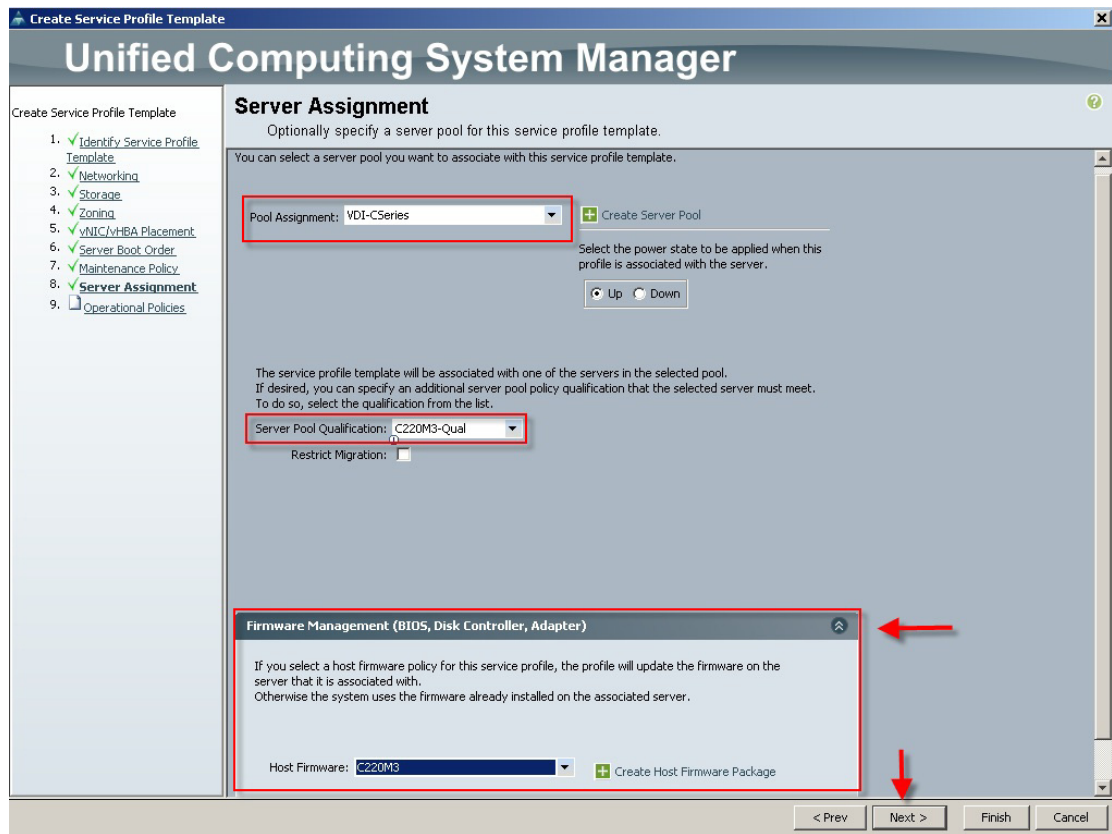 Create Service Profile Template
Unified Computing System Manager
Create Service Profile Template
1. Identify Service Profile
Template
2. Networking
3. Storage
4. Zoning
5. vNIC/vHBA Placement
6. Server Boot Order
7. Maintenance Policy
8. Server Assignment
9. Operational Policies
Server Assignment
Optionally specify a server pool for this service profile template.
You can select a server pool you want to associate with this service profile template.
Pool Assignment: VDI-CSeries
Create Server Pool
Select the power state to be applied when this
profile is associated with the server.
Up Down
The service profile template will be associated with one of the servers in the selected pool.
If desired, you can specify an additional server pool policy qualification that the selected server must meet.
To do so, select the qualification from the list.
Server Pool Qualification: C220M3-Qual
Restrict Migration:
Firmware Management (BIOS, Disk Controller, Adapter)
If you select a host firmware policy for this service profile, the profile will update the firmware on the
server that it is associated with.
Otherwise the system uses the firmware already installed on the associated server.
Host Firmware: C220M3
Create Host Firmware Package
< Prev Next > Finish Cancel